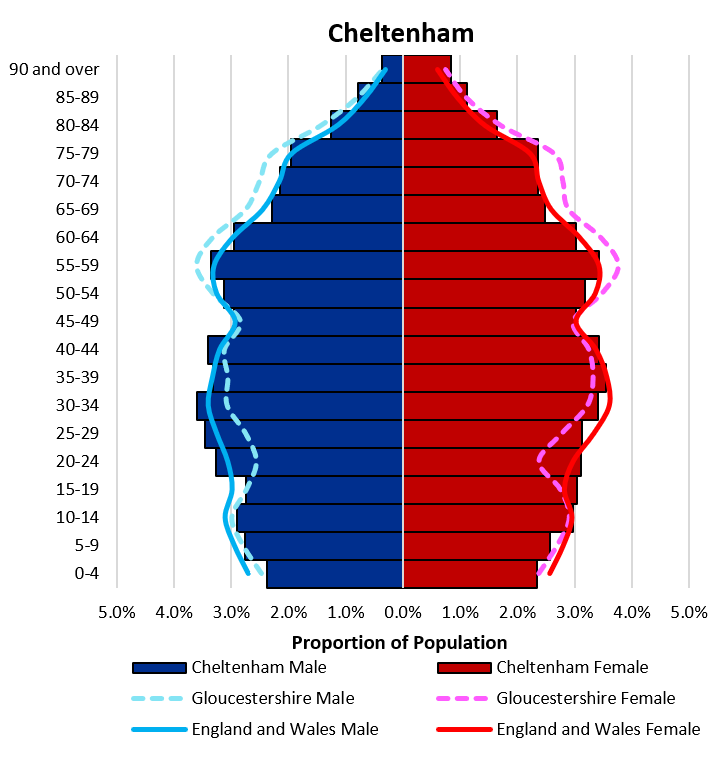 Cheltenham
90 and over
85-89
80-84
75-79
70-74
65-69
60-64
55-59
50-54
45-49
40-44
35-39
30-34
25-29
20-24
15-19
10-14
5-9
0-4
5.0% 4.0% 3.0% 2.0% 1.0% 0.0% 1.0% 2.0% 3.0% 4.0% 5.0%
Proportion of Population
Cheltenham Male Cheltenham Female
Gloucestershire Male Gloucestershire Female
England and Wales Male England and Wales Female